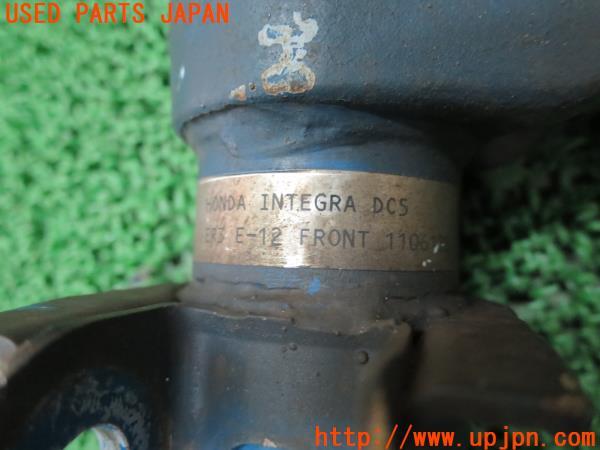 USED PARTS JAPAN
HONDA INTEGRA DC5
E-12 FRONT
http://www.upjpn.com/